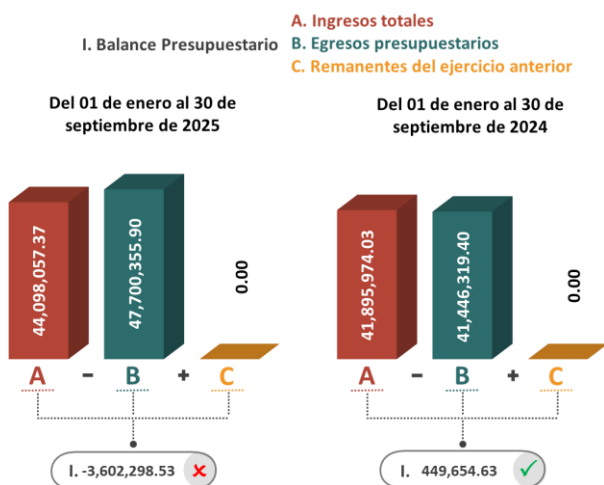 I. Balance Presupuestario
A. Ingresos totales
B. Egresos presupuestarios
C. Remanentes del ejercicio anterior
Del 01 de enero al 30 de
septiembre de 2025
44,098,057.37
47,700,355.90
0.00
A - B + C
I. -3,602,298.53
Del 01 de enero al 30 de
septiembre de 2024
41,895,974.03
41,446,319.40
0.00
A - B + C
I. 449,654.63